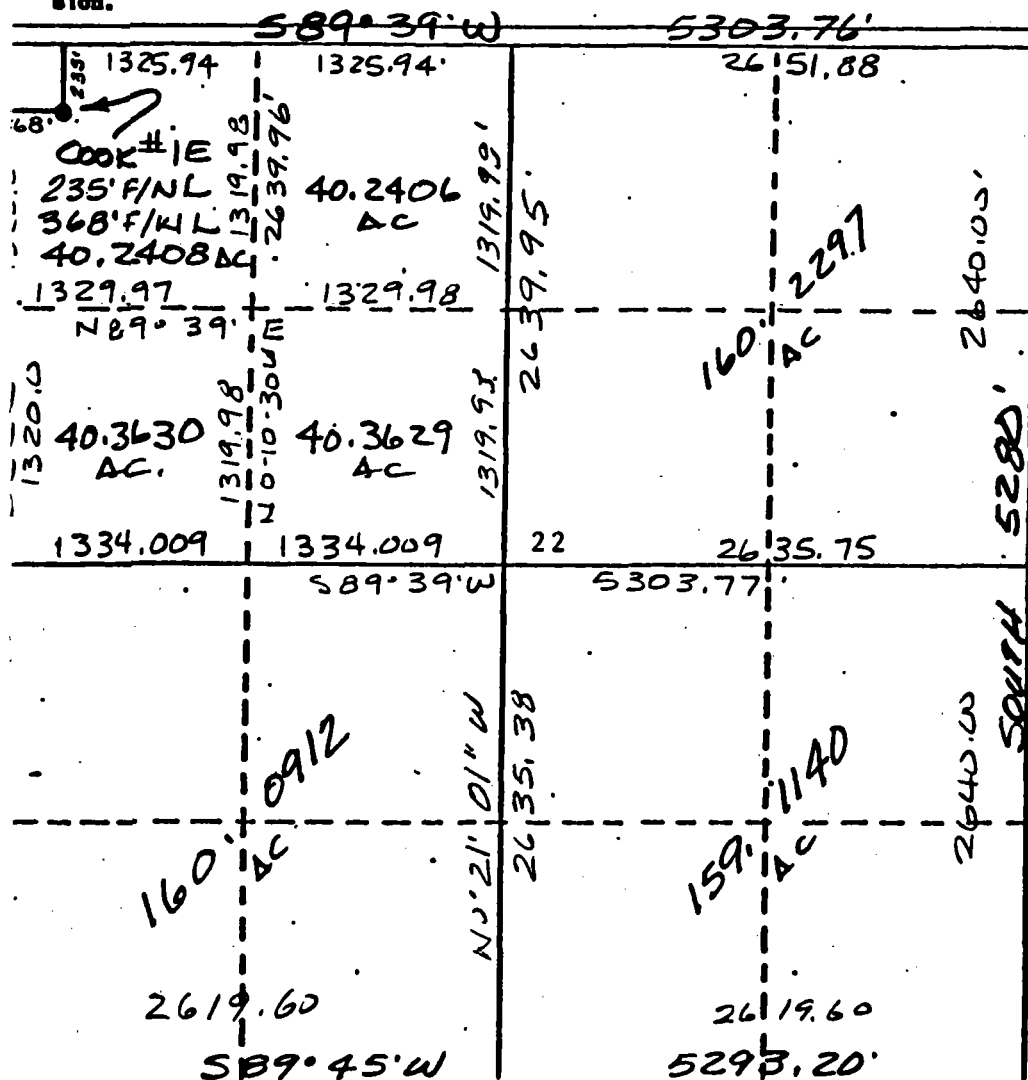 sion.
S89°39'W 5303.76'
1325.94 1325.94' 2651.88
235'
68'
COOK #1E
235' F/NL
368' F/WL
40.2408 AC
1319.98
2639.96'
40.2406
AC
1319.99'
2639.95'
160.2297
AC
2640.00'
1329.97 1329.98
N89°39'E
1320.0
40.3630
AC.
1319.98
N0-10-30W E
40.3629
AC
1319.93
SOUTH 5280'
1334.009 1334.009 22 2635.75
S89°39'W 5303.77'
160.0912
AC
N0°21'01"W
2635.38
159.1140
AC
2640.00
2619.60 2619.60
S89°45'W 5293.20'